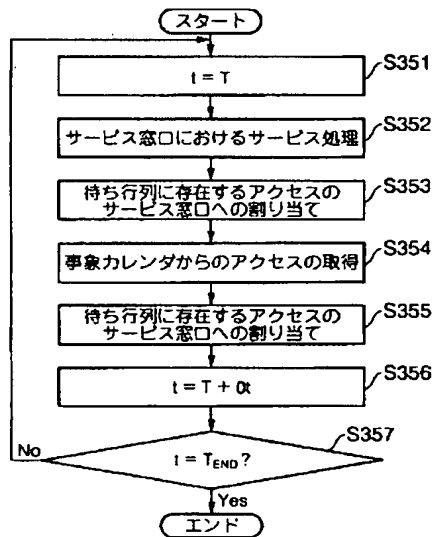 スタート
S351
t = T
S352
サービス窓口におけるサービス処理
S353
待ち行列に存在するアクセスの
サービス窓口への割り当て
S354
事象カレンダからのアクセスの取得
S355
待ち行列に存在するアクセスの
サービス窓口への割り当て
S356
t = T + 0t
S357
t = TEND ?
No
Yes
エンド